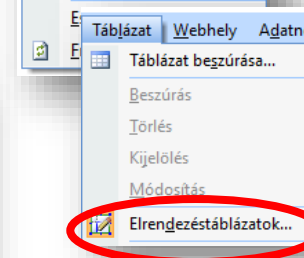 Táblázat Webhely
Táblázat beszúrása...
Beszúrás
Törlés
Kijelölés
Módosítás
Elrendezéstáblázatok...